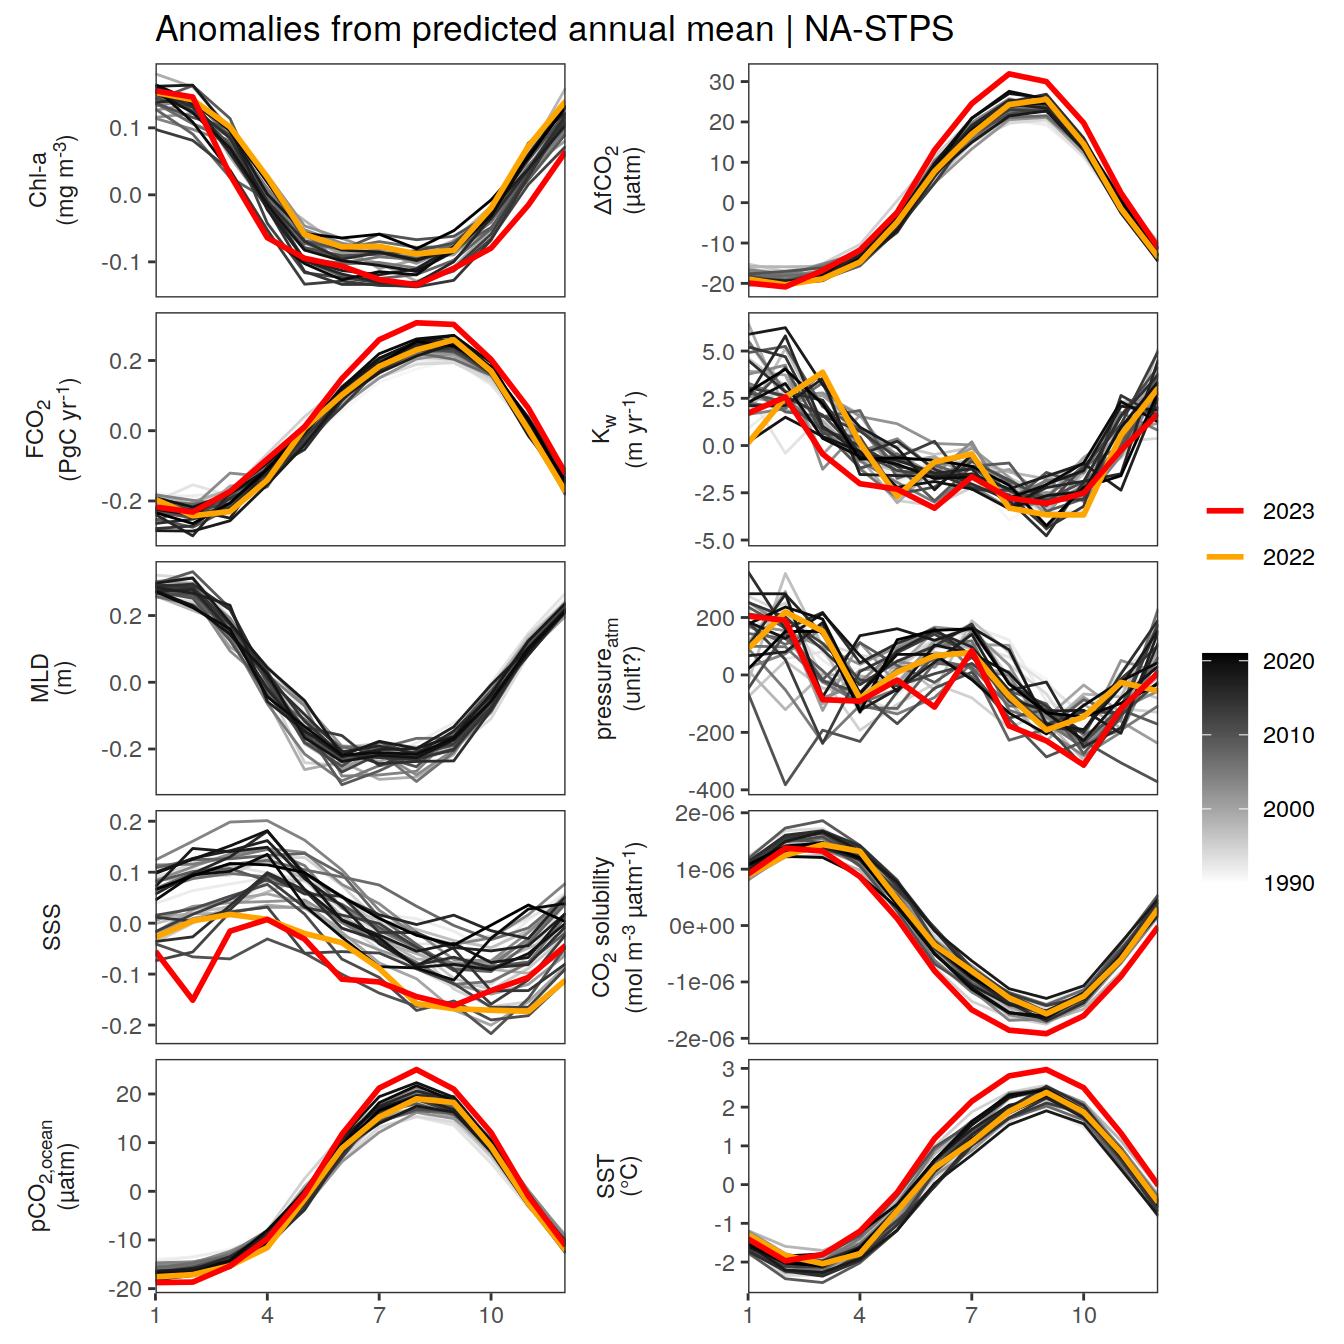 Anomalies from predicted annual mean | NA-STPS
Chl-a
(mg m-3)
0.1
0.0
-0.1
ΔfCO2
(µatm)
30
20
10
0
-10
-20
FCO2
(PgC yr-1)
0.2
0.0
-0.2
Kw
(m yr-1)
5.0
2.5
0.0
-2.5
-5.0
MLD
(m)
0.2
0.0
-0.2
pressureatm
(unit?)
200
0
-200
-400
SSS
0.2
0.1
0.0
-0.1
-0.2
CO2 solubility
(mol m-3 µatm-1)
2e-06
1e-06
0e+00
-1e-06
-2e-06
pCO2,ocean
(µatm)
20
10
0
-10
-20
1 4 7 10
SST
(°C)
3
2
1
0
-1
-2
1 4 7 10
2023
2022
2020
2010
2000
1990